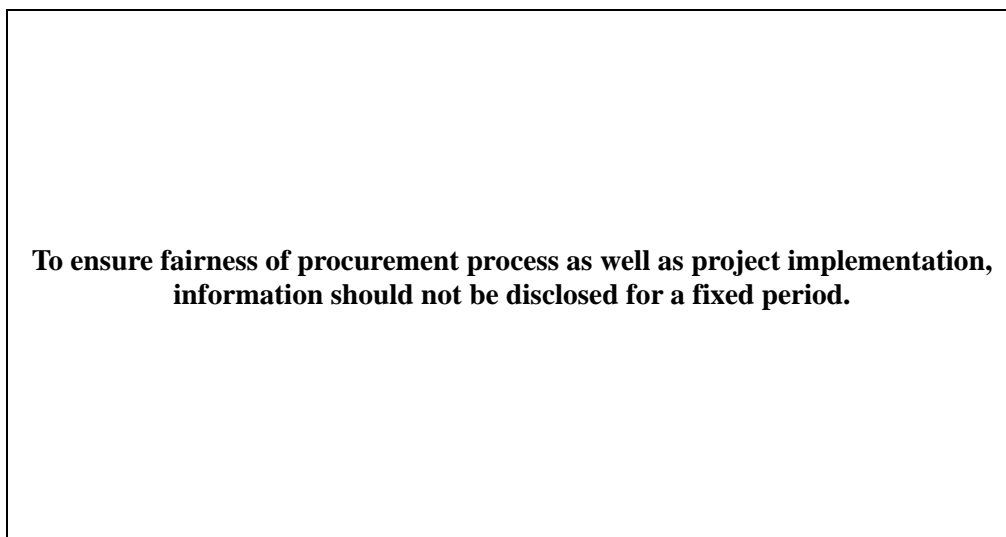 To ensure fairness of procurement process as well as project implementation,
information should not be disclosed for a fixed period.